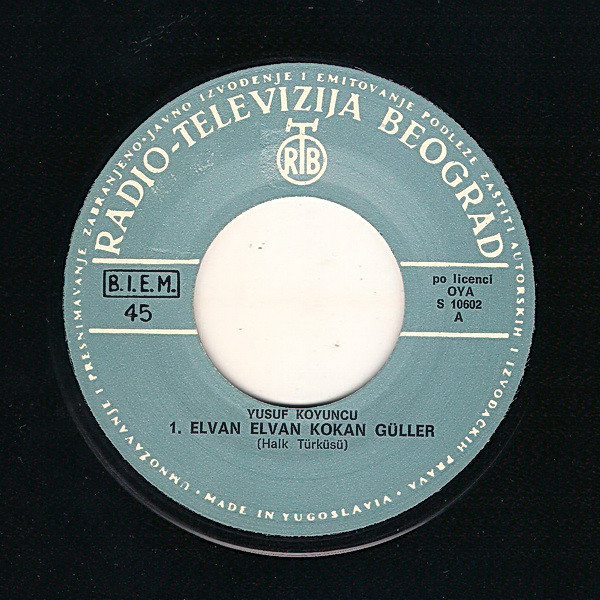 UMNOŽAVANJE I PRESNIMAVANJE ZABRANJENO · JAVNO IZVOĐENJE I EMITOVANJE PODLEŽE ZAŠTITI AUTORSKIH I IZVOĐAČKIH PRAVA ·
RADIO-TELEVIZIJA BEOGRAD
RTB
B.I.E.M.
45
po licenci
OYA
S 10602
A
YUSUF KOYUNCU
1. ELVAN ELVAN KOKAN GÜLLER
(Halk Türküsü)
MADE IN YUGOSLAVIA